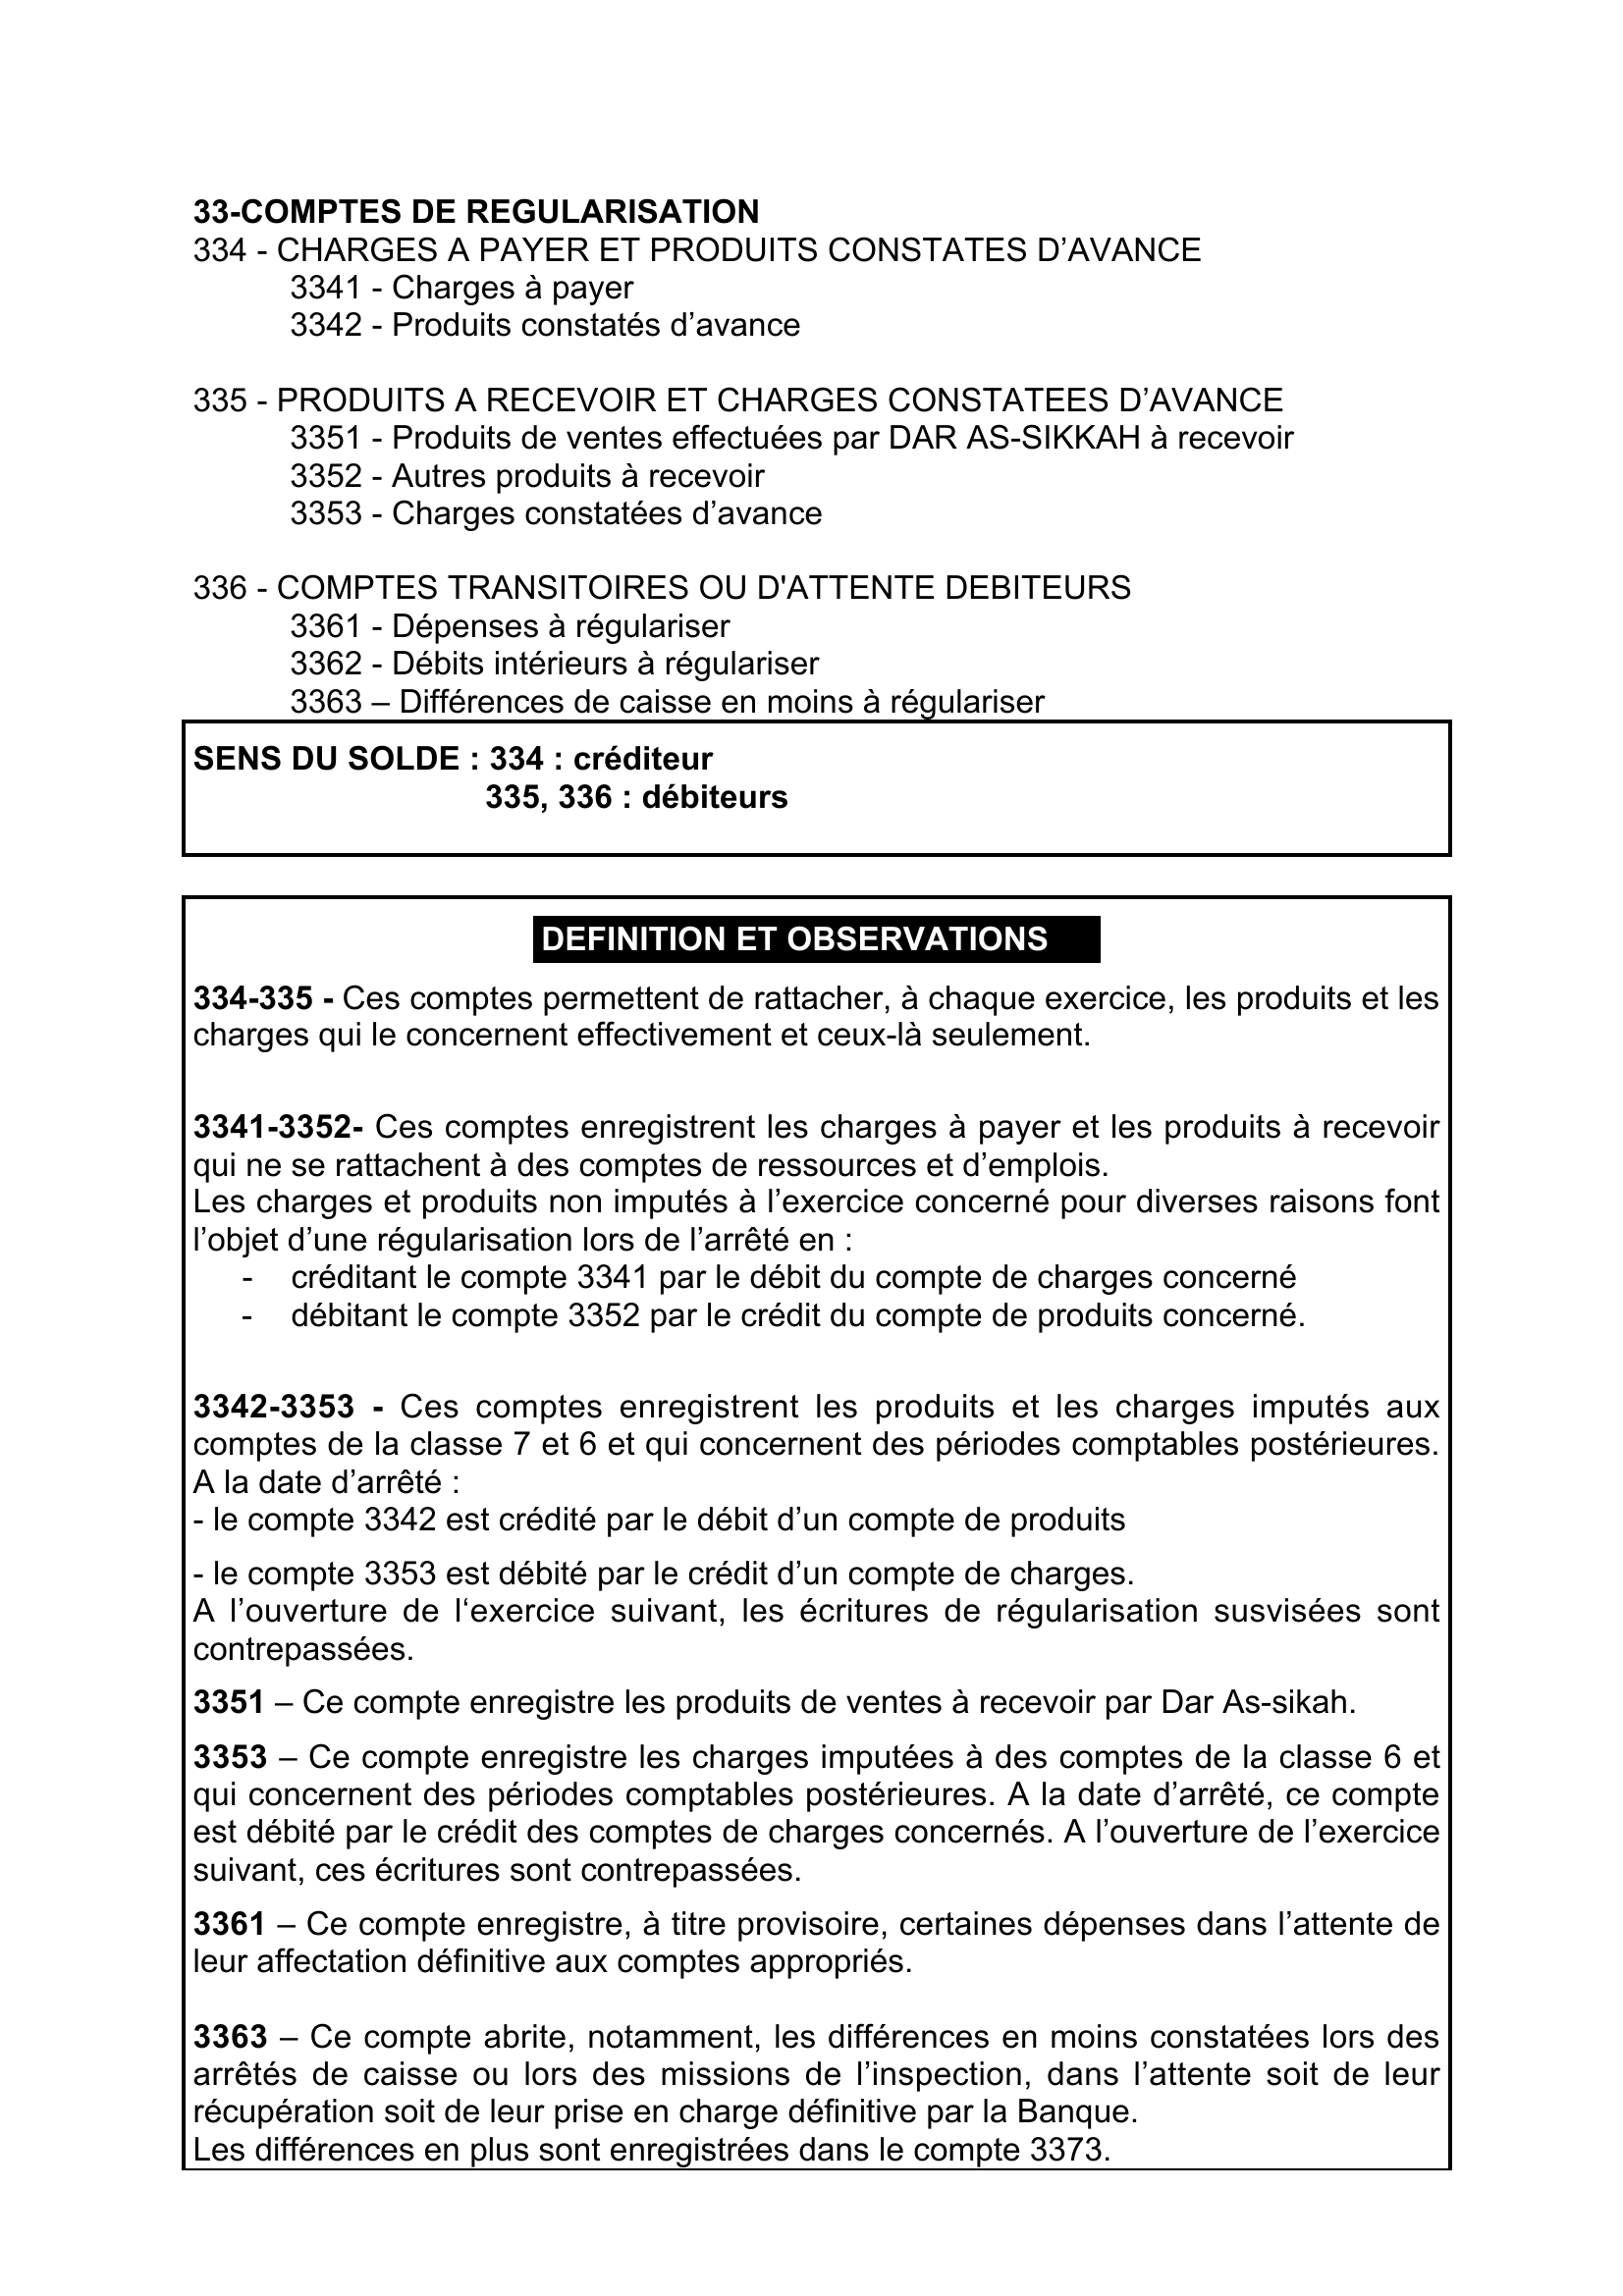 33-COMPTES DE REGULARISATION
334 - CHARGES A PAYER ET PRODUITS CONSTATES D’AVANCE
3341 - Charges à payer
3342 - Produits constatés d’avance
335 - PRODUITS A RECEVOIR ET CHARGES CONSTATEES D’AVANCE
3351 - Produits de ventes effectuées par DAR AS-SIKKAH à recevoir
3352 - Autres produits à recevoir
3353 - Charges constatées d’avance
336 - COMPTES TRANSITOIRES OU D'ATTENTE DEBITEURS
3361 - Dépenses à régulariser
3362 - Débits intérieurs à régulariser
3363 – Différences de caisse en moins à régulariser
SENS DU SOLDE : 334 : créditeur
335, 336 : débiteurs
DEFINITION ET OBSERVATIONS
334-335 - Ces comptes permettent de rattacher, à chaque exercice, les produits et les
charges qui le concernent effectivement et ceux-là seulement.
3341-3352- Ces comptes enregistrent les charges à payer et les produits à recevoir
qui ne se rattachent à des comptes de ressources et d’emplois.
Les charges et produits non imputés à l’exercice concerné pour diverses raisons font
l’objet d’une régularisation lors de l’arrêté en :
- créditant le compte 3341 par le débit du compte de charges concerné
- débitant le compte 3352 par le crédit du compte de produits concerné.
3342-3353 - Ces comptes enregistrent les produits et les charges imputés aux
comptes de la classe 7 et 6 et qui concernent des périodes comptables postérieures.
A la date d’arrêté :
- le compte 3342 est crédité par le débit d’un compte de produits
- le compte 3353 est débité par le crédit d’un compte de charges.
A l’ouverture de l‘exercice suivant, les écritures de régularisation susvisées sont
contrepassées.
3351 – Ce compte enregistre les produits de ventes à recevoir par Dar As-sikah.
3353 – Ce compte enregistre les charges imputées à des comptes de la classe 6 et
qui concernent des périodes comptables postérieures. A la date d’arrêté, ce compte
est débité par le crédit des comptes de charges concernés. A l’ouverture de l’exercice
suivant, ces écritures sont contrepassées.
3361 – Ce compte enregistre, à titre provisoire, certaines dépenses dans l’attente de
leur affectation définitive aux comptes appropriés.
3363 – Ce compte abrite, notamment, les différences en moins constatées lors des
arrêtés de caisse ou lors des missions de l’inspection, dans l’attente soit de leur
récupération soit de leur prise en charge définitive par la Banque.
Les différences en plus sont enregistrées dans le compte 3373.